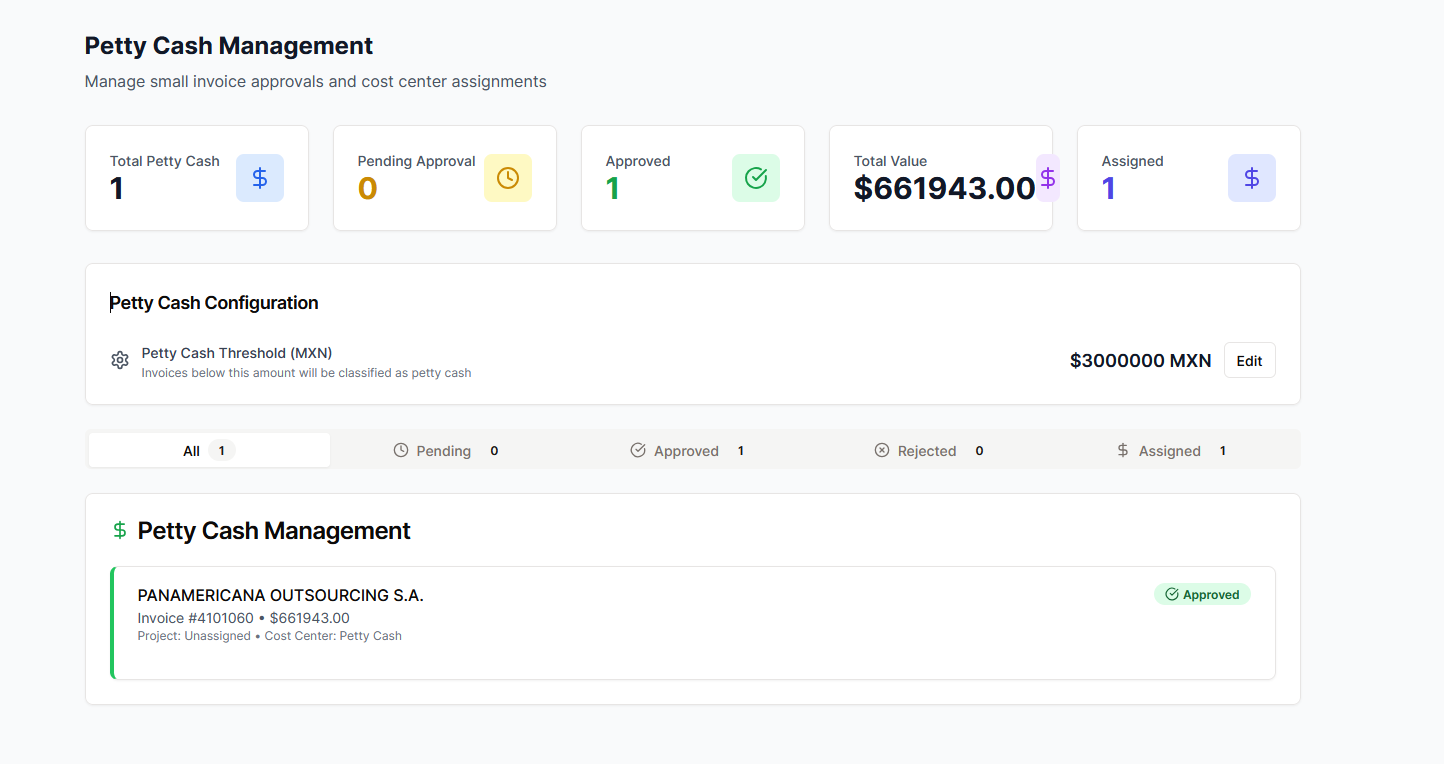 Petty Cash Management
Manage small invoice approvals and cost center assignments
Total Petty Cash
1
Pending Approval
0
Approved
1
Total Value
$661943.00
Assigned
1
Petty Cash Configuration
Petty Cash Threshold (MXN)
Invoices below this amount will be classified as petty cash
$3000000 MXN
Edit
All 1
Pending 0
Approved 1
Rejected 0
Assigned 1
Petty Cash Management
PANAMERICANA OUTSOURCING S.A.
Approved
Invoice #4101060 • $661943.00
Project: Unassigned • Cost Center: Petty Cash